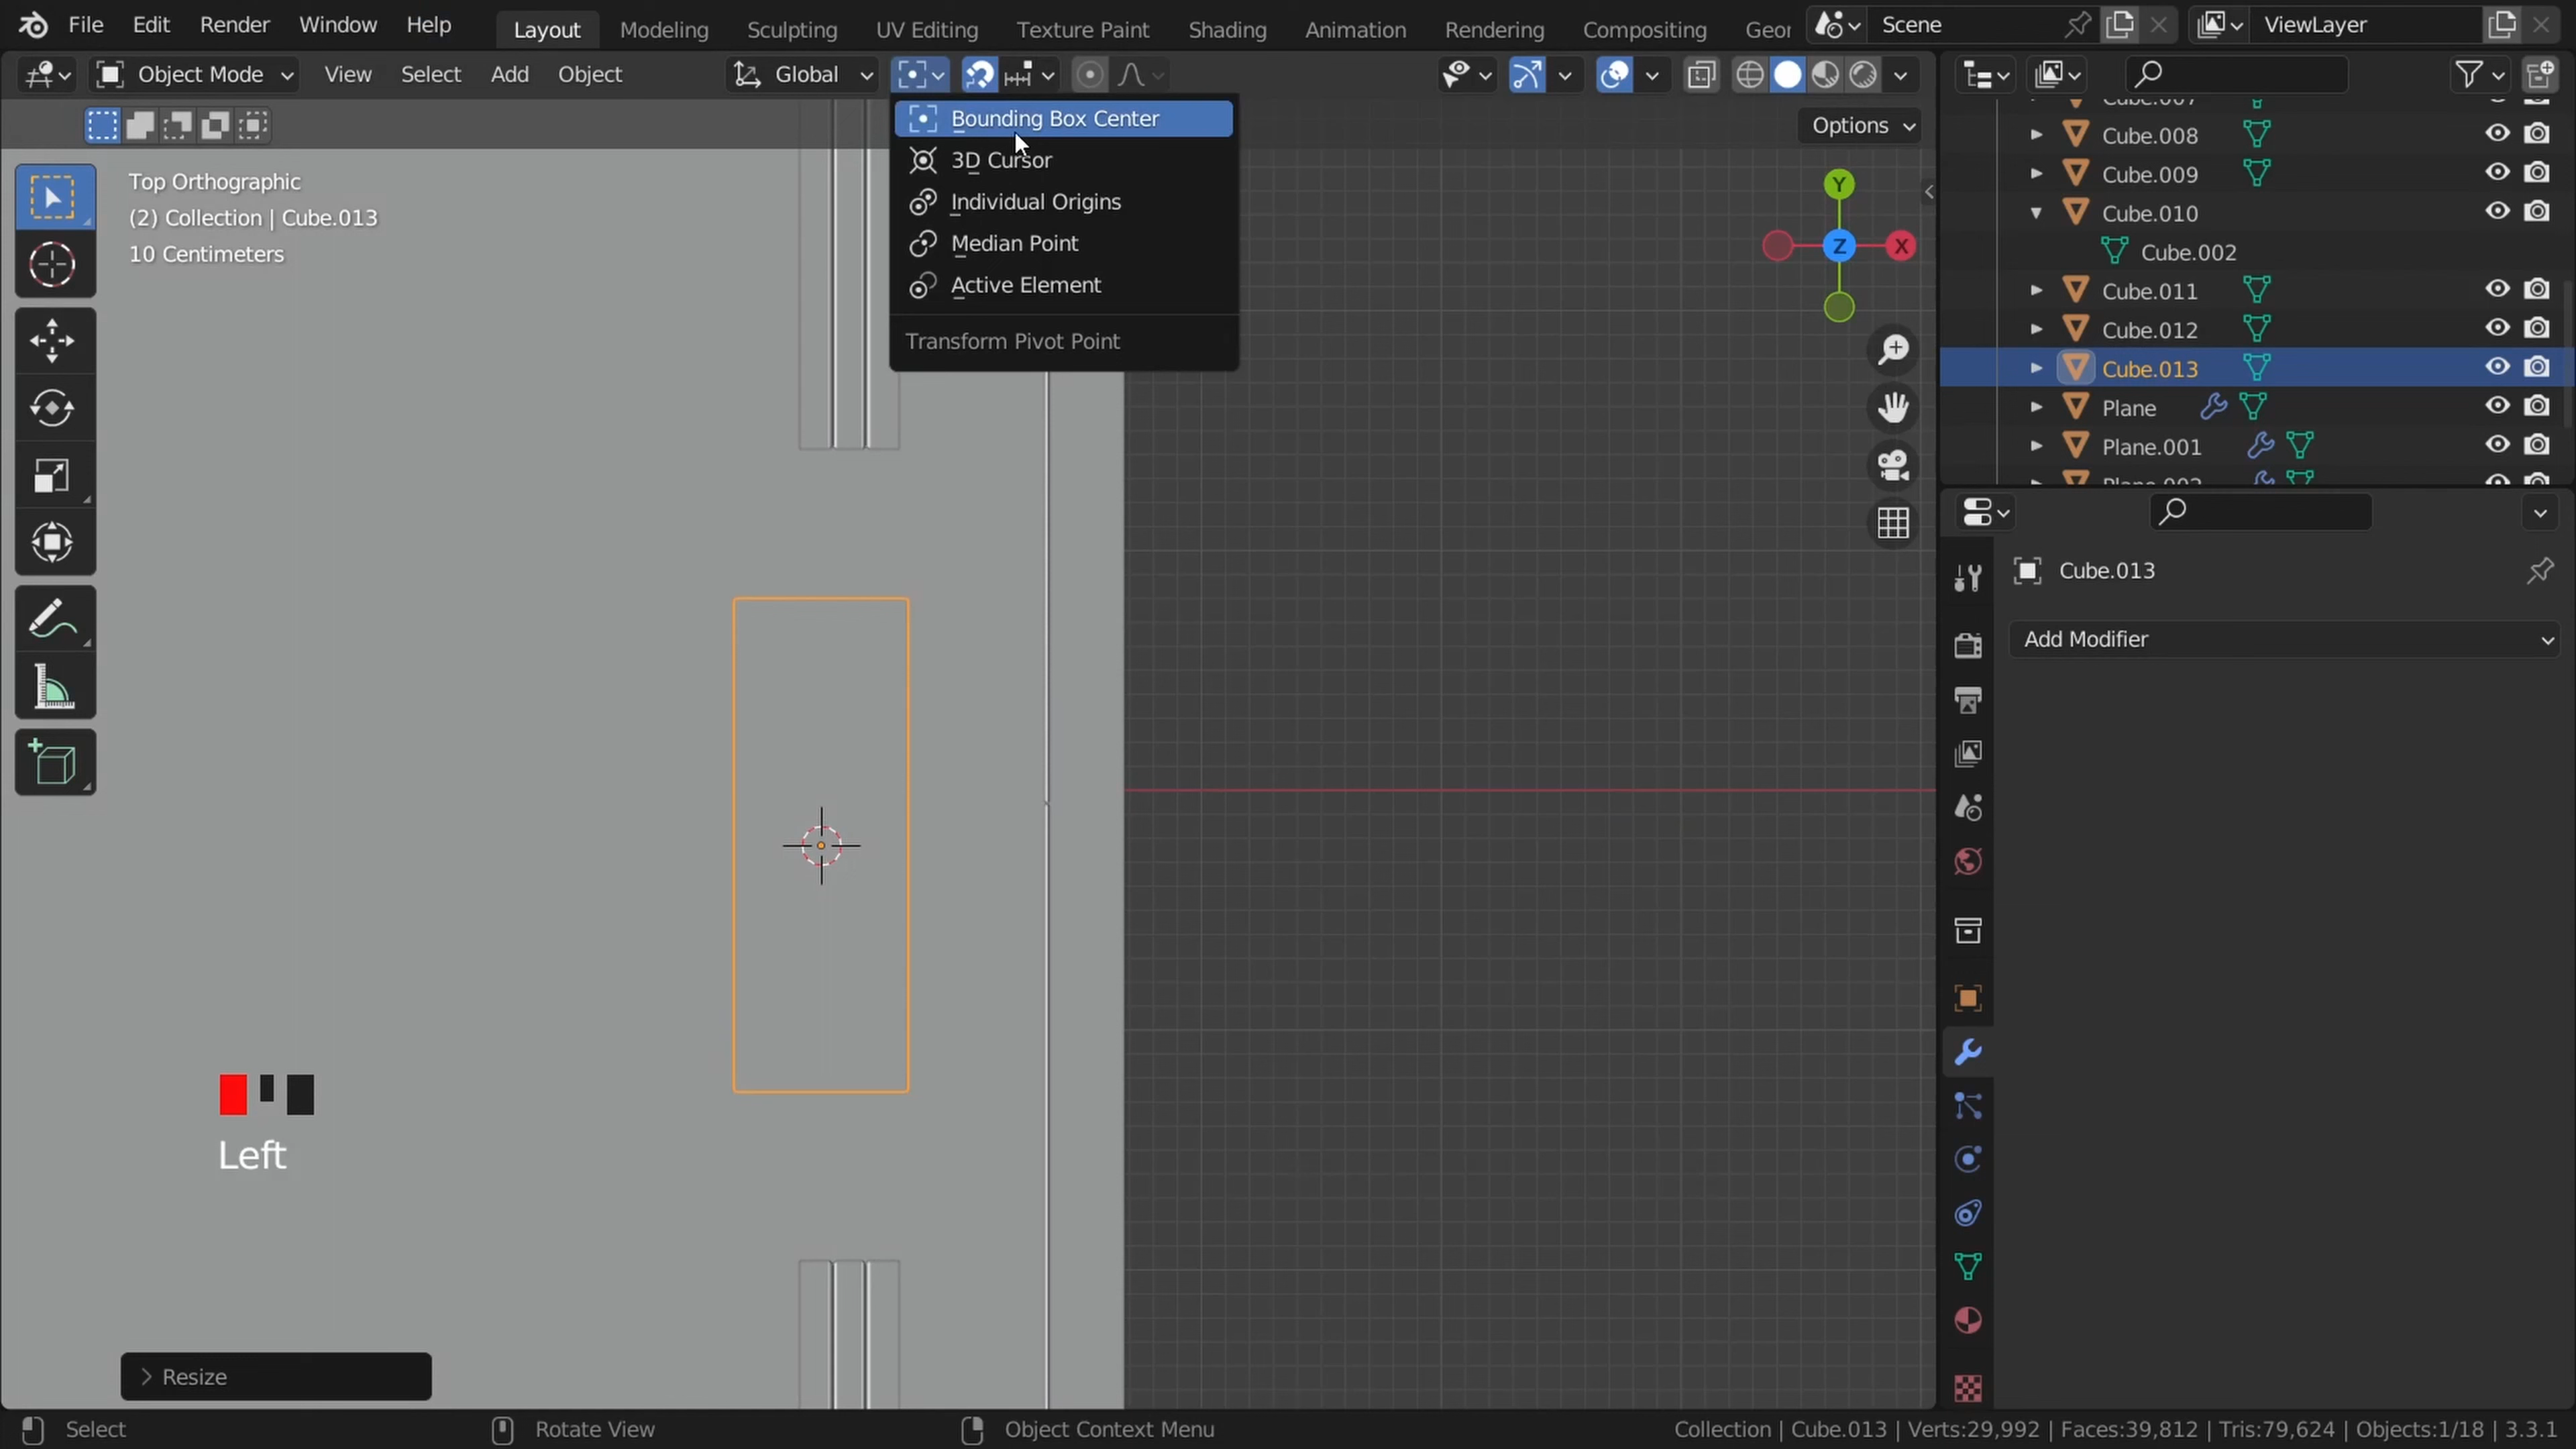 File Edit Render Window Help Layout Modeling Sculpting UV Editing Texture Paint Shading Animation Rendering Compositing Geor Scene ViewLayer
Object Mode View Select Add Object Global
Options
Top Orthographic
(2) Collection | Cube.013
10 Centimeters
Bounding Box Center
3D Cursor
Individual Origins
Median Point
Active Element
Transform Pivot Point
Y
Z
X
Cube.007
Cube.008
Cube.009
Cube.010
Cube.002
Cube.011
Cube.012
Cube.013
Plane
Plane.001
Plane.002
Cube.013
Add Modifier
Left
Resize
Select Rotate View Object Context Menu Collection | Cube.013 | Verts:29,992 | Faces:39,812 | Tris:79,624 | Objects:1/18 | 3.3.1